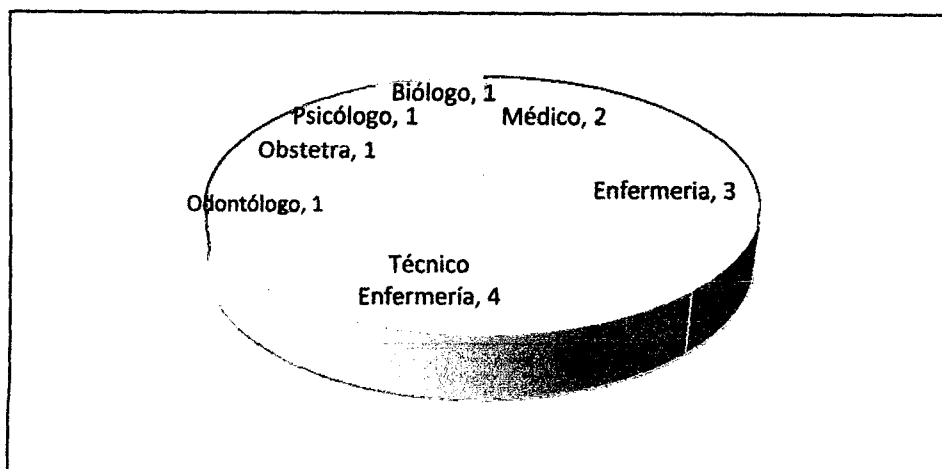 Biólogo, 1
Psicólogo, 1
Médico, 2
Obstetra, 1
Enfermeria, 3
Odontólogo, 1
Técnico
Enfermería, 4